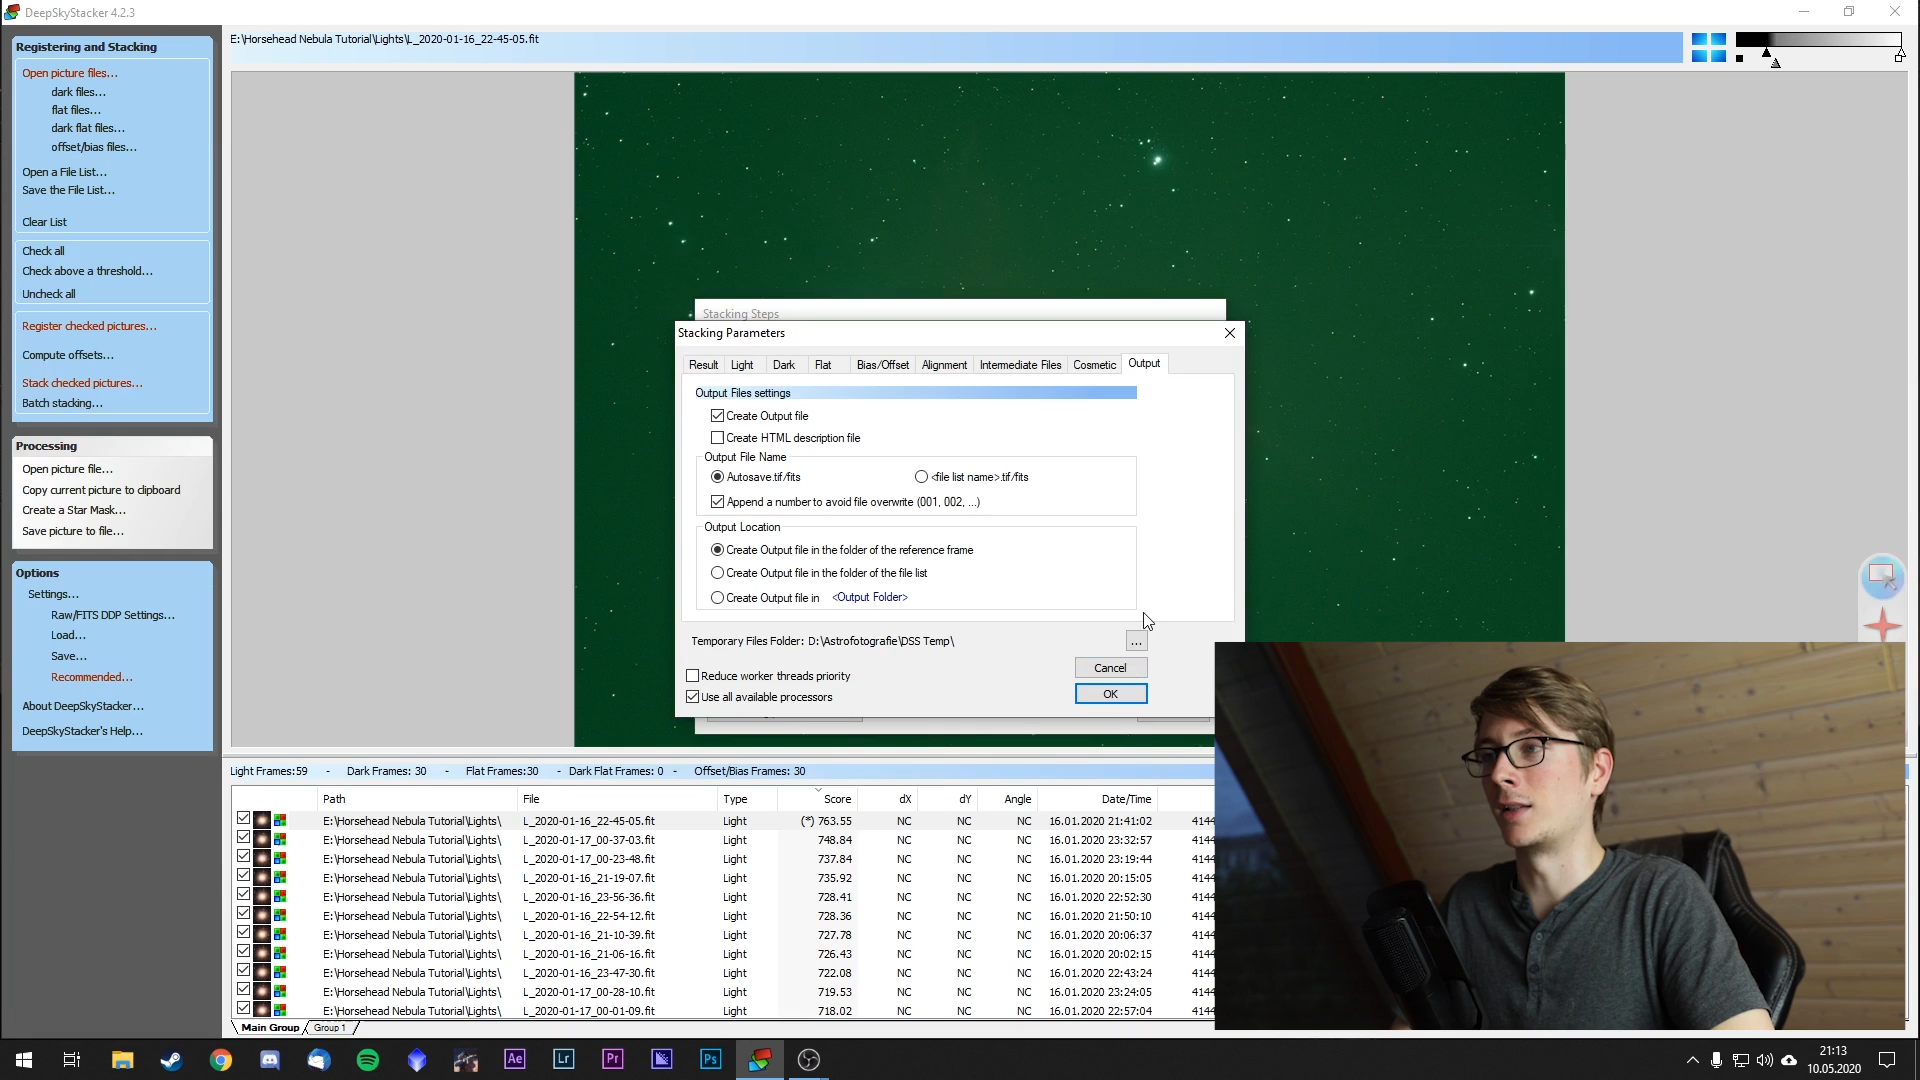 DeepSkyStacker 4.2.3
Registering and Stacking
Open picture files...
dark files...
flat files...
dark flat files...
offset/bias files...
Open a File List...
Save the File List...
Clear List
Check all
Check above a threshold...
Uncheck all
Register checked pictures...
Compute offsets...
Stack checked pictures...
Batch stacking...
Processing
Open picture file...
Copy current picture to clipboard
Create a Star Mask...
Save picture to file...
Options
Settings...
Raw/FITS DDP Settings...
Load...
Save...
Recommended...
About DeepSkyStacker...
DeepSkyStacker's Help...
E:\Horsehead Nebula Tutorial\Lights\L_2020-01-16_22-45-05.fit
Stacking Steps
Stacking Parameters
Result Light Dark Flat Bias/Offset Alignment Intermediate Files Cosmetic Output
Output Files settings
Create Output file
Create HTML description file
Output File Name
Autosave.tif/fits <file list name>.tif/fits
Append a number to avoid file overwrite (001, 002, ...)
Output Location
Create Output file in the folder of the reference frame
Create Output file in the folder of the file list
Create Output file in <Output Folder>
Temporary Files Folder: D:\Astrofotografie\DSS Temp\ ...
Reduce worker threads priority
Use all available processors
Cancel
OK
Light Frames:59 - Dark Frames: 30 - Flat Frames:30 - Dark Flat Frames: 0 - Offset/Bias Frames: 30
Path File Type Score dX dY Angle Date/Time
E:\Horsehead Nebula Tutorial\Lights\ L_2020-01-16_22-45-05.fit Light (*) 763.55 NC NC NC 16.01.2020 21:41:02 4144
E:\Horsehead Nebula Tutorial\Lights\ L_2020-01-17_00-37-03.fit Light 748.84 NC NC NC 16.01.2020 23:32:57 4144
E:\Horsehead Nebula Tutorial\Lights\ L_2020-01-17_00-23-48.fit Light 737.84 NC NC NC 16.01.2020 23:19:44 4144
E:\Horsehead Nebula Tutorial\Lights\ L_2020-01-16_21-19-07.fit Light 735.92 NC NC NC 16.01.2020 20:15:05 4144
E:\Horsehead Nebula Tutorial\Lights\ L_2020-01-16_23-56-36.fit Light 728.41 NC NC NC 16.01.2020 22:52:30 4144
E:\Horsehead Nebula Tutorial\Lights\ L_2020-01-16_22-54-12.fit Light 728.36 NC NC NC 16.01.2020 21:50:10 4144
E:\Horsehead Nebula Tutorial\Lights\ L_2020-01-16_21-10-39.fit Light 727.78 NC NC NC 16.01.2020 20:06:37 4144
E:\Horsehead Nebula Tutorial\Lights\ L_2020-01-16_21-06-16.fit Light 726.43 NC NC NC 16.01.2020 20:02:15 4144
E:\Horsehead Nebula Tutorial\Lights\ L_2020-01-16_23-47-30.fit Light 722.08 NC NC NC 16.01.2020 22:43:24 4144
E:\Horsehead Nebula Tutorial\Lights\ L_2020-01-17_00-28-10.fit Light 719.53 NC NC NC 16.01.2020 23:24:05 4144
E:\Horsehead Nebula Tutorial\Lights\ L_2020-01-17_00-01-09.fit Light 718.02 NC NC NC 16.01.2020 22:57:04 4144
Main Group Group 1
Ae Lr Pr Ps
21:13
10.05.2020